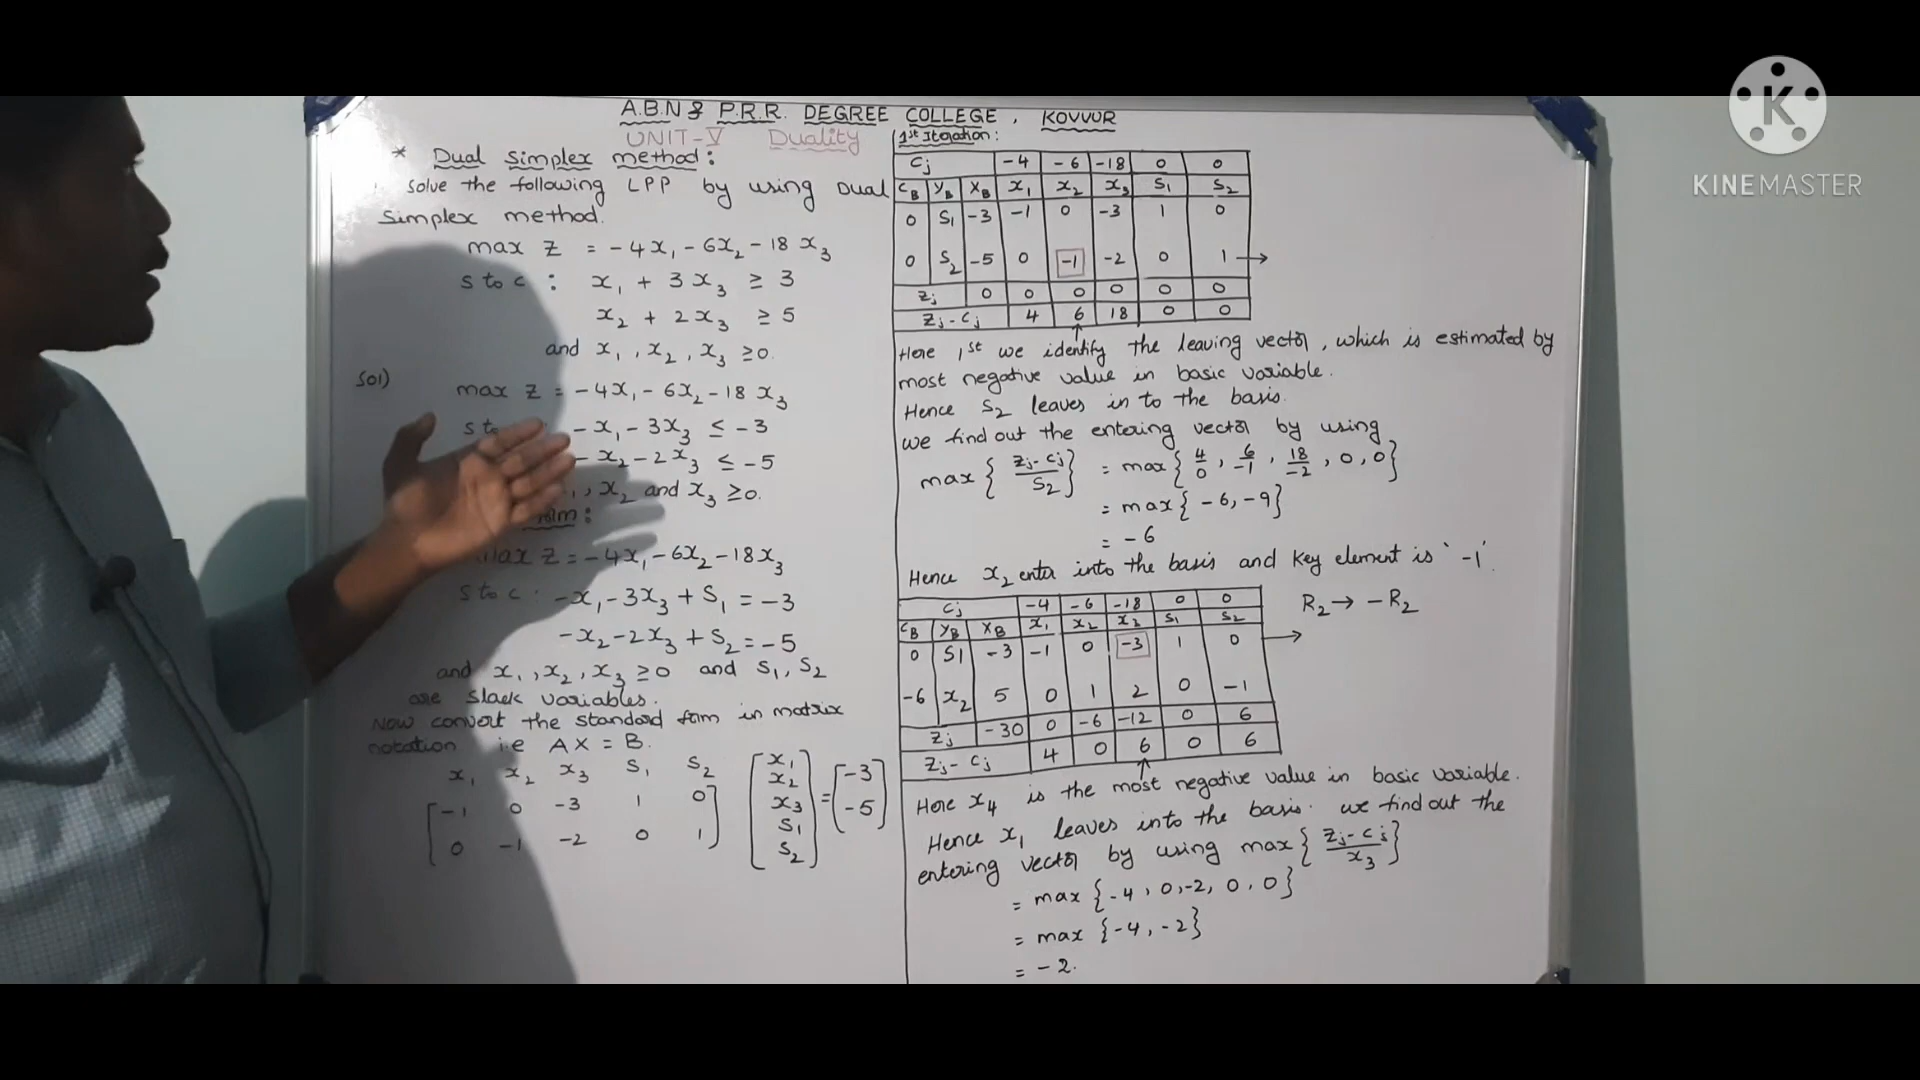 A.B.N & P.R.R. DEGREE COLLEGE, KOVVUR
UNIT-V Duality
* Dual simplex method:
Solve the following LPP by using Dual
Simplex method.
max Z = -4x₁ - 6x₂ - 18x₃
s to c : x₁ + 3x₃ ≥ 3
x₂ + 2x₃ ≥ 5
and x₁, x₂, x₃ ≥ 0.
Sol)
max Z = -4x₁ - 6x₂ - 18x₃
s to - x₁ - 3x₃ ≤ -3
- x₂ - 2x₃ ≤ -5
, x₂ and x₃ ≥ 0.
max Z = -4x₁ - 6x₂ - 18x₃
s to c . -x₁ - 3x₃ + S₁ = -3
-x₂ - 2x₃ + S₂ = -5
and x₁, x₂, x₃ ≥ 0 and S₁, S₂
are slack variables.
Now convert the standard form in matrix
notation i.e AX = B.
x₁ x₂ x₃ S₁ S₂
[-1 0 -3 1 0
0 -1 -2 0 1]
[x₁
x₂
x₃
S₁
S₂]
= [-3
-5]
1st Iteration:
Cj -4 -6 -18 0 0
CB YB XB x₁ x₂ x₃ S₁ S₂
0 S₁ -3 -1 0 -3 1 0
0 S₂ -5 0 -1 -2 0 1 →
Zj 0 0 0 0 0 0
Zj - Cj 4 6 18 0 0
↑
Here 1st we identify the leaving vector, which is estimated by
most negative value in basic variable.
Hence S₂ leaves in to the basis.
we find out the entering vector by using
max { Zj-Cj / S₂ } = max { 4/0, 6/-1, 18/-2, 0, 0 }
= max { -6, -9 }
= -6
Hence x₂ enter into the basis and key element is '-1'.
Cj -4 -6 -18 0 0
CB YB XB x₁ x₂ x₃ S₁ S₂
0 S₁ -3 -1 0 -3 1 0 →
-6 x₂ 5 0 1 2 0 -1
Zj -30 0 -6 -12 0 6
Zj - Cj 4 0 6 0 6
↑
R₂ → -R₂
Here x₄ is the most negative value in basic variable.
Hence x₁ leaves into the basis. we find out the
entering vector by using max { Zj-Cj / x₃ }
= max { -4, 0, -2, 0, 0 }
= max { -4, -2 }
= -2.
K
KINEMASTER